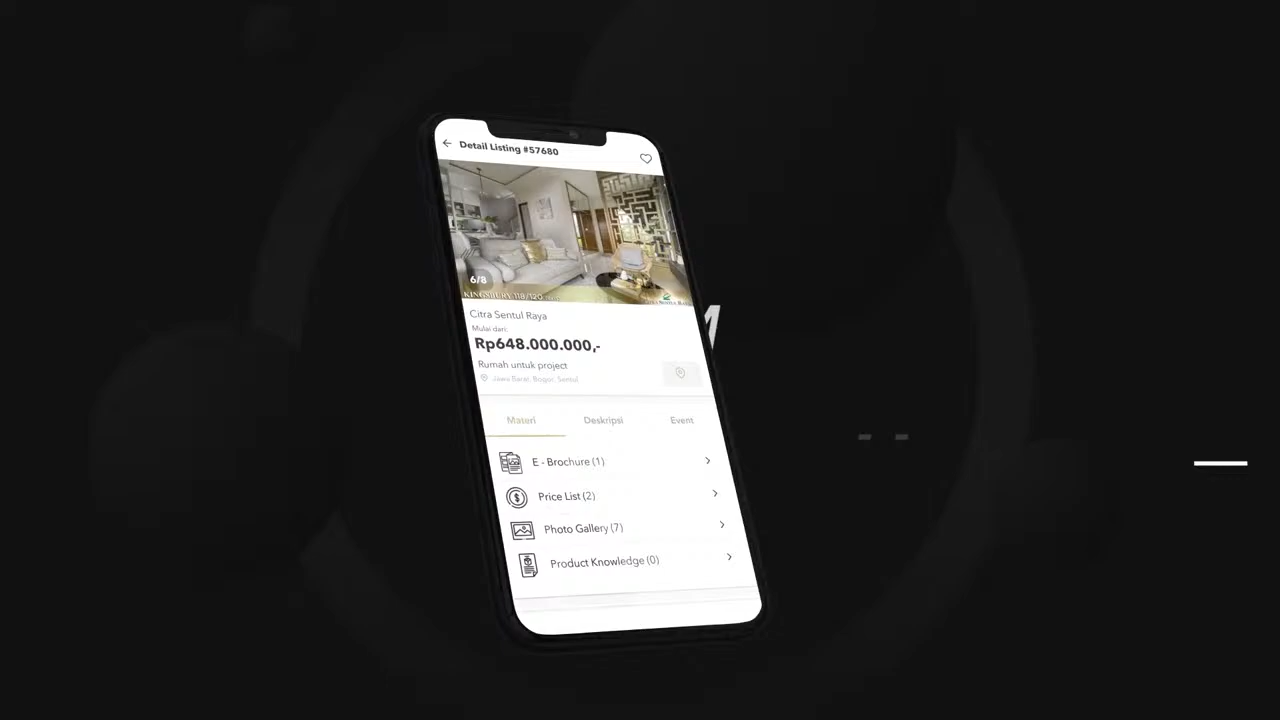 Detail Listing #57680
6/8
KINGSBURY 118/120
Citra Sentul Raya
Mulai dari:
Rp648.000.000,-
Rumah untuk project
Jawa Barat, Bogor, Sentul
Materi Deskripsi Event
E - Brochure (1)
Price List (2)
Photo Gallery (7)
Product Knowledge (0)